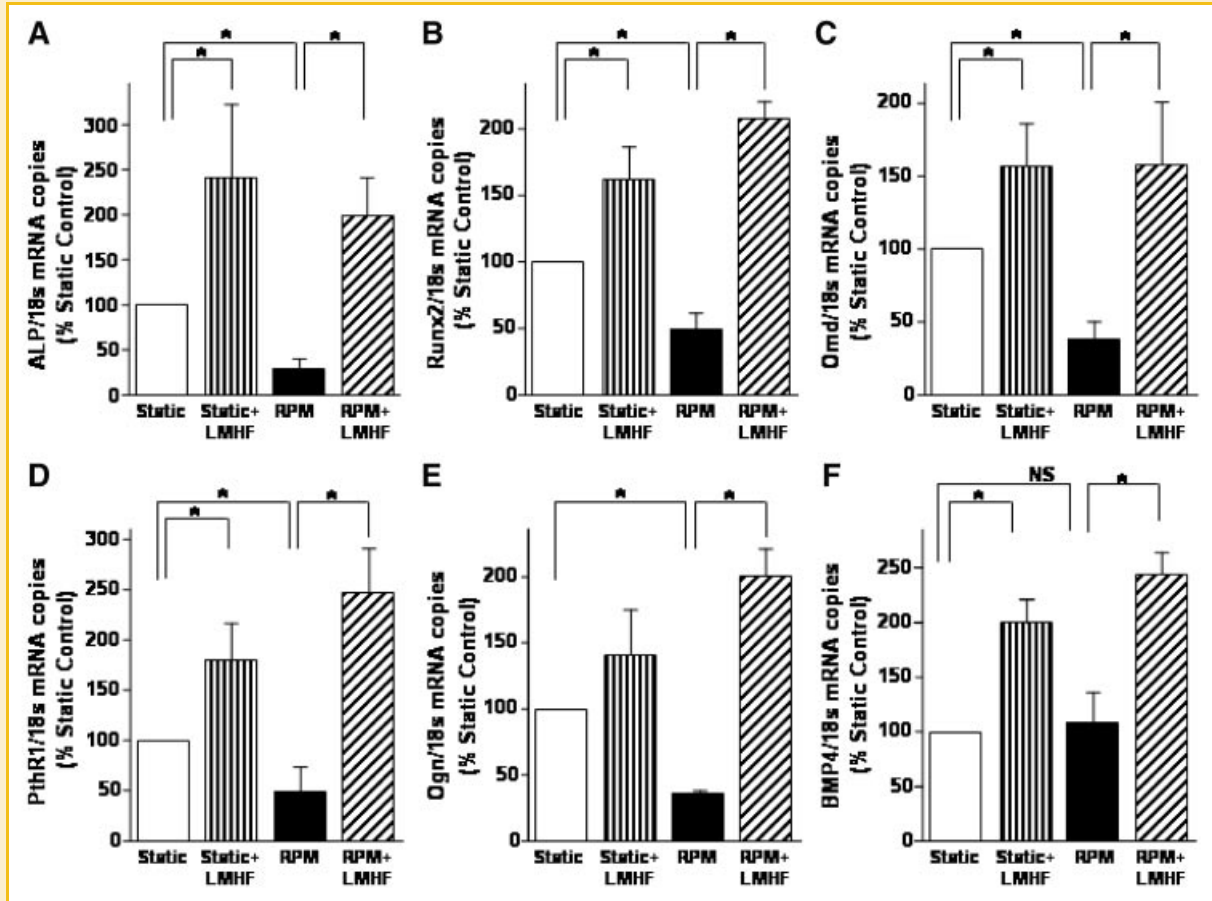 A
*
*
*
ALP/18s mRNA copies
(% Static Control)
300
250
200
150
100
50
0
Static
Static+
LMHF
RPM
RPM+
LMHF
B
*
*
*
Runx2/18s mRNA copies
(% Static Control)
200
150
100
50
0
Static
Static+
LMHF
RPM
RPM+
LMHF
C
*
*
*
Omd/18s mRNA copies
(% Static Control)
200
150
100
50
0
Static
Static+
LMHF
RPM
RPM+
LMHF
D
*
*
*
PthR1/18s mRNA copies
(% Static Control)
300
250
200
150
100
50
0
Static
Static+
LMHF
RPM
RPM+
LMHF
E
*
*
Ogn/18s mRNA copies
(% Static Control)
200
150
100
50
0
Static
Static+
LMHF
RPM
RPM+
LMHF
F
NS
*
*
BMP4/18s mRNA copies
(% Static Control)
250
200
150
100
50
0
Static
Static+
LMHF
RPM
RPM+
LMHF